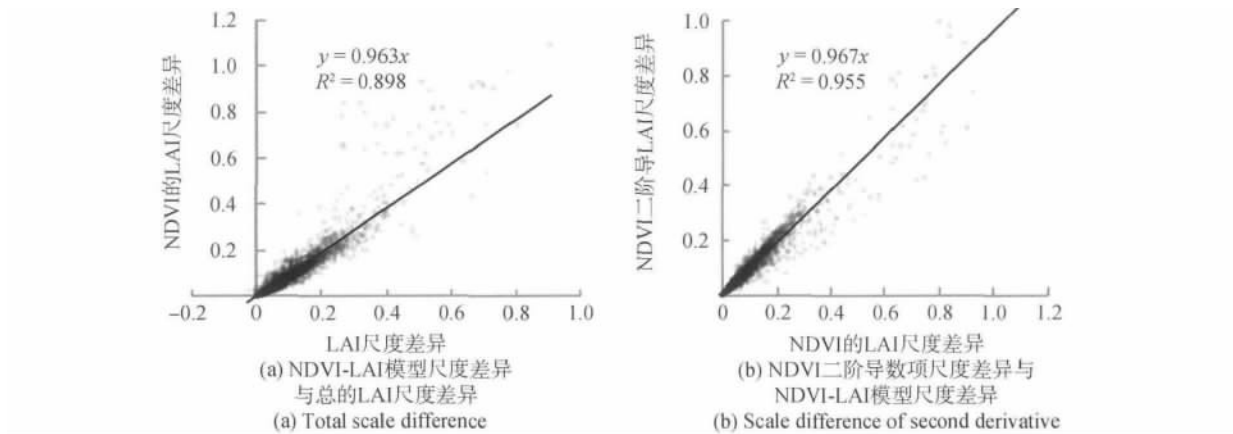 1.2
1.0
0.8
0.6
0.4
0.2
NDVI的LAI尺度差异
y = 0.963x
R² = 0.898
−0.2 0 0.2 0.4 0.6 0.8 1.0
LAI尺度差异
(a) NDVI-LAI模型尺度差异
与总的LAI尺度差异
(a) Total scale difference
1.0
0.8
0.6
0.4
0.2
NDVI二阶导LAI尺度差异
y = 0.967x
R² = 0.955
0 0.2 0.4 0.6 0.8 1.0 1.2
NDVI的LAI尺度差异
(b) NDVI二阶导数项尺度差异与
NDVI-LAI模型尺度差异
(b) Scale difference of second derivative